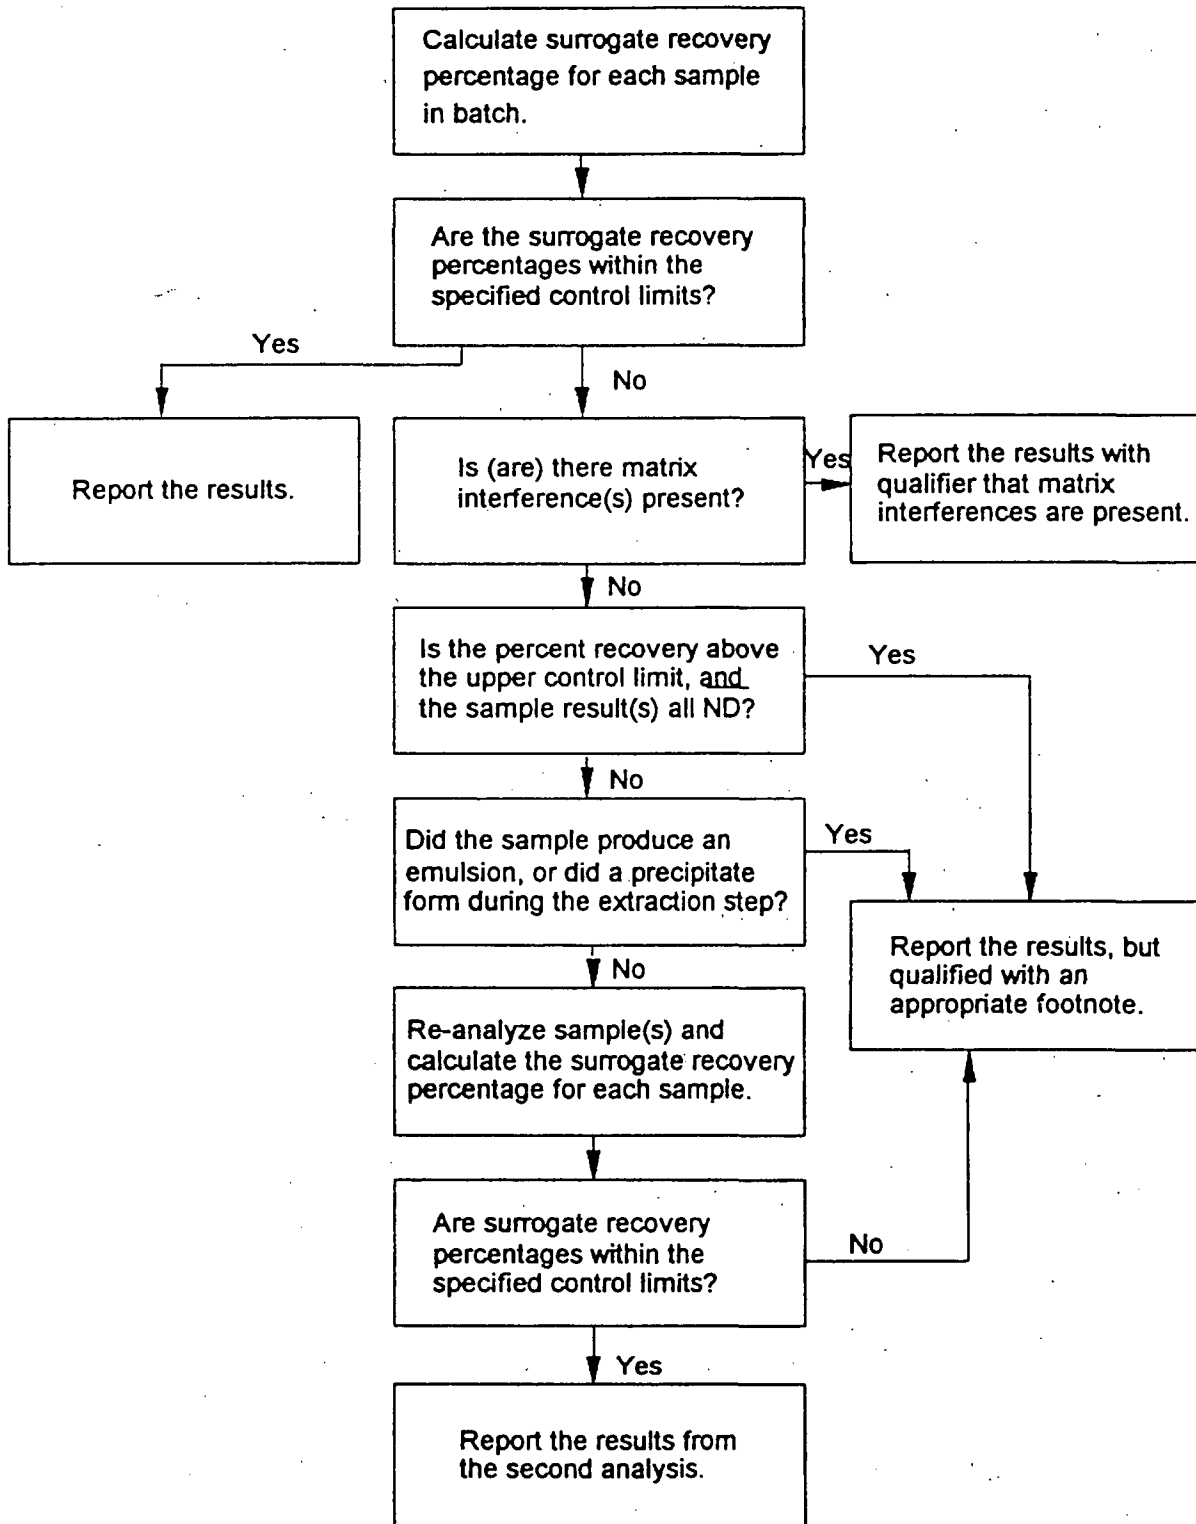 Calculate surrogate recovery
percentage for each sample
in batch.
Are the surrogate recovery
percentages within the
specified control limits?
Yes
No
Report the results.
Is (are) there matrix
interference(s) present?
Yes
Report the results with
qualifier that matrix
interferences are present.
No
Is the percent recovery above
the upper control limit, and
the sample result(s) all ND?
Yes
No
Did the sample produce an
emulsion, or did a precipitate
form during the extraction step?
Yes
Report the results, but
qualified with an
appropriate footnote.
No
Re-analyze sample(s) and
calculate the surrogate recovery
percentage for each sample.
Are surrogate recovery
percentages within the
specified control limits?
No
Yes
Report the results from
the second analysis.